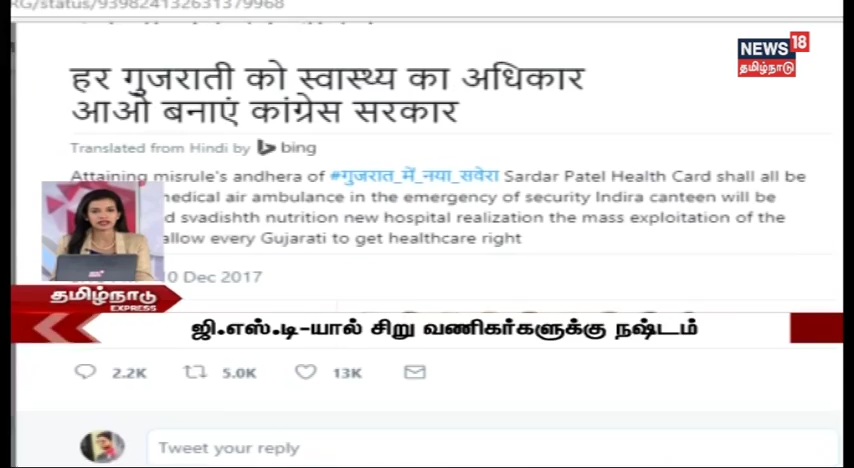 RG/status/939824132631379968
NEWS 18
தமிழ்நாடு
हर गुजराती को स्वास्थ्य का अधिकार
आओ बनाएं कांग्रेस सरकार
Translated from Hindi by bing
Attaining misrule's andhera of #गुजरात_में_नया_सवेरा Sardar Patel Health Card shall all be
medical air ambulance in the emergency of security Indira canteen will be
d svadishth nutrition new hospital realization the mass exploitation of the
allow every Gujarati to get healthcare right
0 Dec 2017
தமிழ்நாடு
EXPRESS
ஜி.எஸ்.டி-யால் சிறு வணிகர்களுக்கு நஷ்டம்
2.2K 5.0K 13K
Tweet your reply